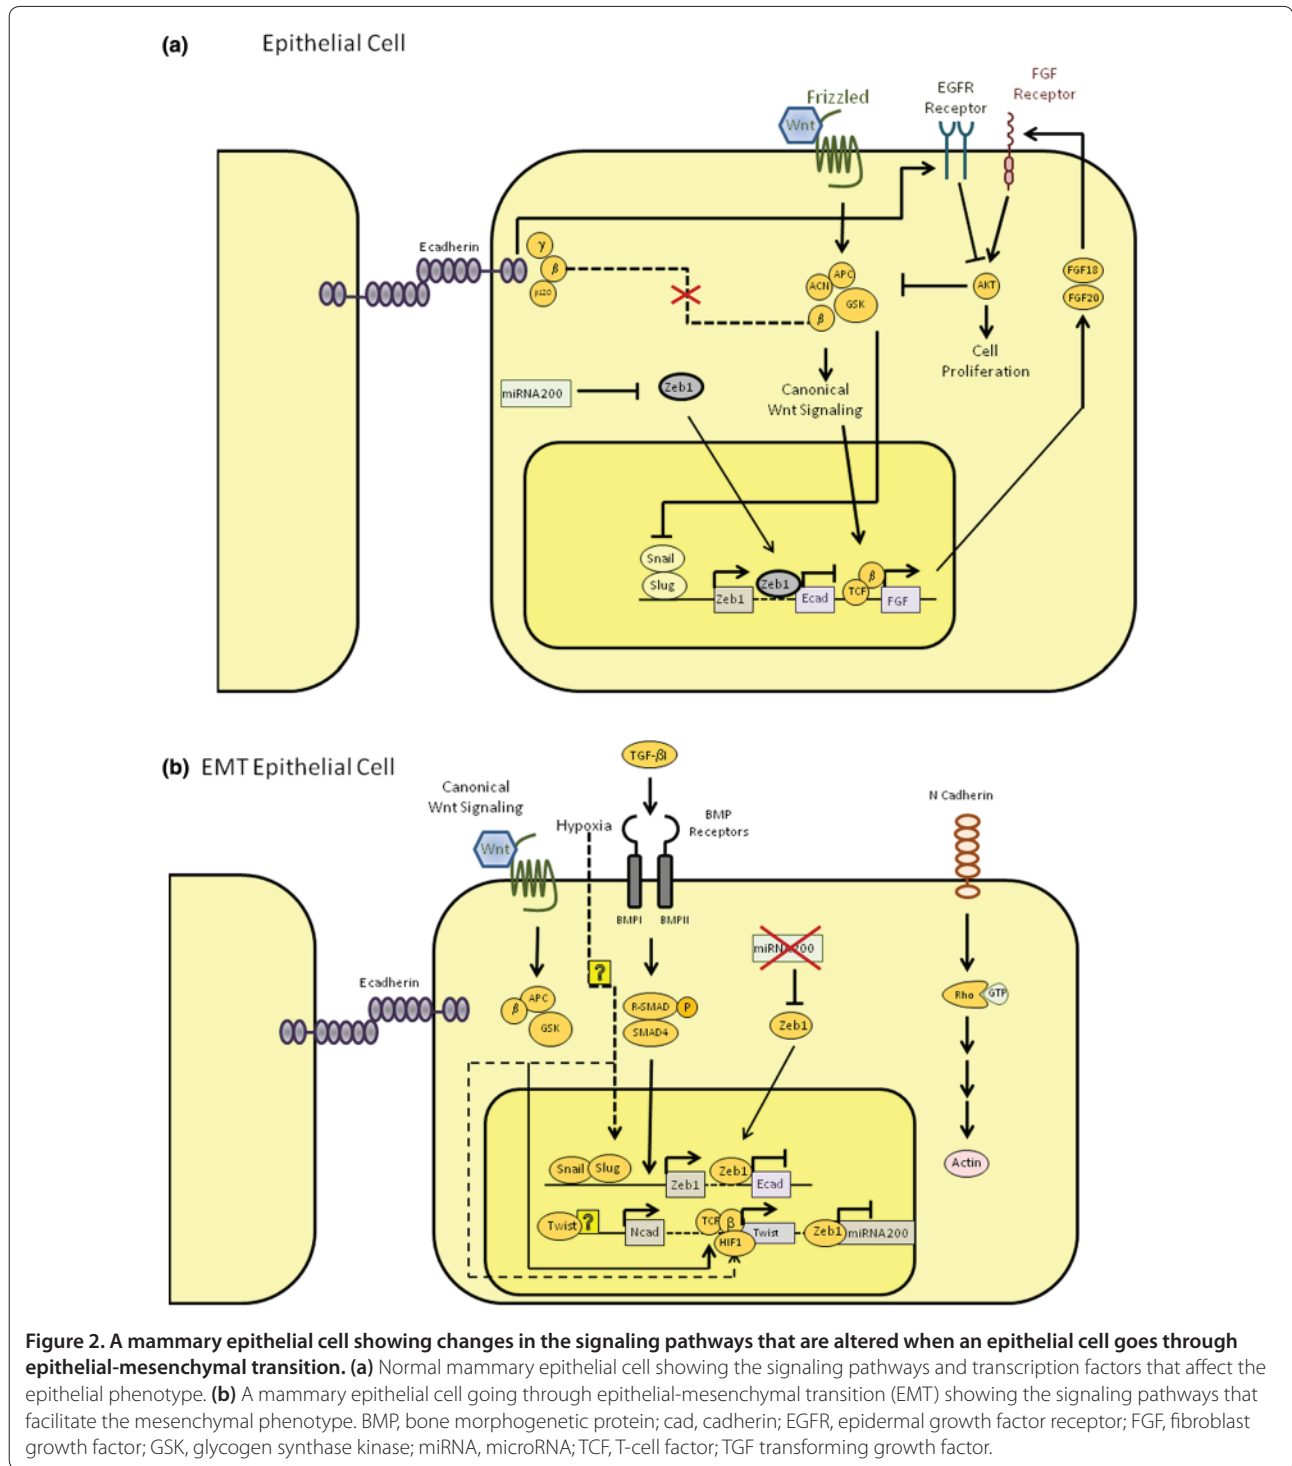 (a) Epithelial Cell
FGF
Receptor
EGFR
Receptor
Frizzled
Wnt
E cadherin
γ
β
p120
APC
ACN
GSK
β
AKT
FGF18
FGF20
Cell
Proliferation
miRNA200
Zeb1
Canonical
Wnt Signaling
Snail
Slug
Zeb1
Zeb1
Ecad
TCF
β
FGF
(b) EMT Epithelial Cell
TGF-βI
Canonical
Wnt Signaling
Hypoxia
BMP
Receptors
N Cadherin
Wnt
BMPI
BMPII
miRNA200
?
E cadherin
β
APC
GSK
R-SMAD
P
SMAD4
Zeb1
Rho
GTP
Actin
Snail
Slug
Zeb1
Zeb1
Ecad
Twist
?
Ncad
TCF
β
HIF1
Twist
Zeb1
miRNA200
Figure 2. A mammary epithelial cell showing changes in the signaling pathways that are altered when an epithelial cell goes through
epithelial-mesenchymal transition. (a) Normal mammary epithelial cell showing the signaling pathways and transcription factors that affect the
epithelial phenotype. (b) A mammary epithelial cell going through epithelial-mesenchymal transition (EMT) showing the signaling pathways that
facilitate the mesenchymal phenotype. BMP, bone morphogenetic protein; cad, cadherin; EGFR, epidermal growth factor receptor; FGF, fibroblast
growth factor; GSK, glycogen synthase kinase; miRNA, microRNA; TCF, T-cell factor; TGF transforming growth factor.